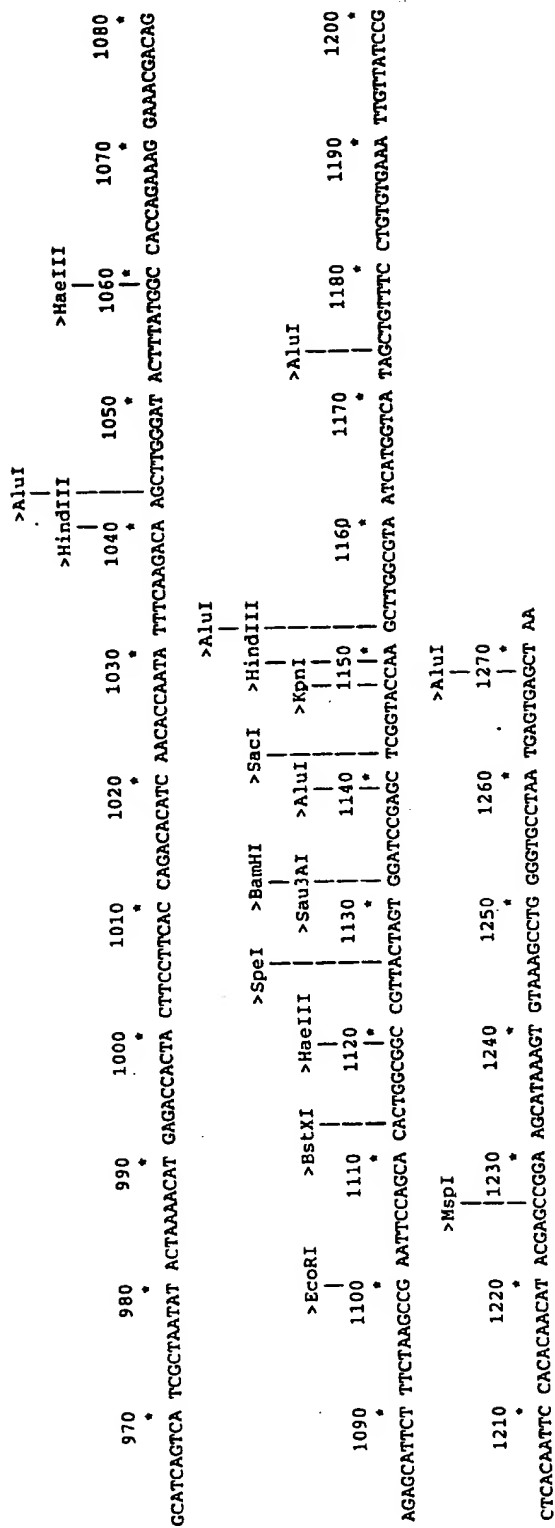 >AluI
>HindIII >HaeIII
970 980 990 1000 1010 1020 1030 1040 1050 1060 1070 1080
* * * * * * * * * * * *
GCATCAGTCA TCGCTAATAT ACTAAAACAT GAGACCACTA CTTCCTTCAC CAGACACATC AACACCAATA TTTCAAGACA AGCTTGGGAT ACTTTATGGC CACCAGAAAG GAAACGACAG
>AluI
>SpeI >BamHI >SacI >HindIII
>EcoRI >BstXI >HaeIII >Sau3AI >AluI >KpnI >AluI
1090 1100 1110 1120 1130 1140 1150 1160 1170 1180 1190 1200
* * * * * * * * * * * *
AGAGCATTCT TTCTAAGCCG AATTCCAGCA CACTGGCGGC CGTTACTAGT GGATCCGAGC TCGGTACCAA GCTTGGCGTA ATCATGGTCA TAGCTGTTTC CTGTGTGAAA TTGTTATCCG
>MspI >AluI
1210 1220 1230 1240 1250 1260 1270
* * * * * * *
CTCACAATTC CACACAACAT ACGAGCCGGA AGCATAAAGT GTAAAGCCTG GGGTGCCTAA TGAGTGAGCT AA